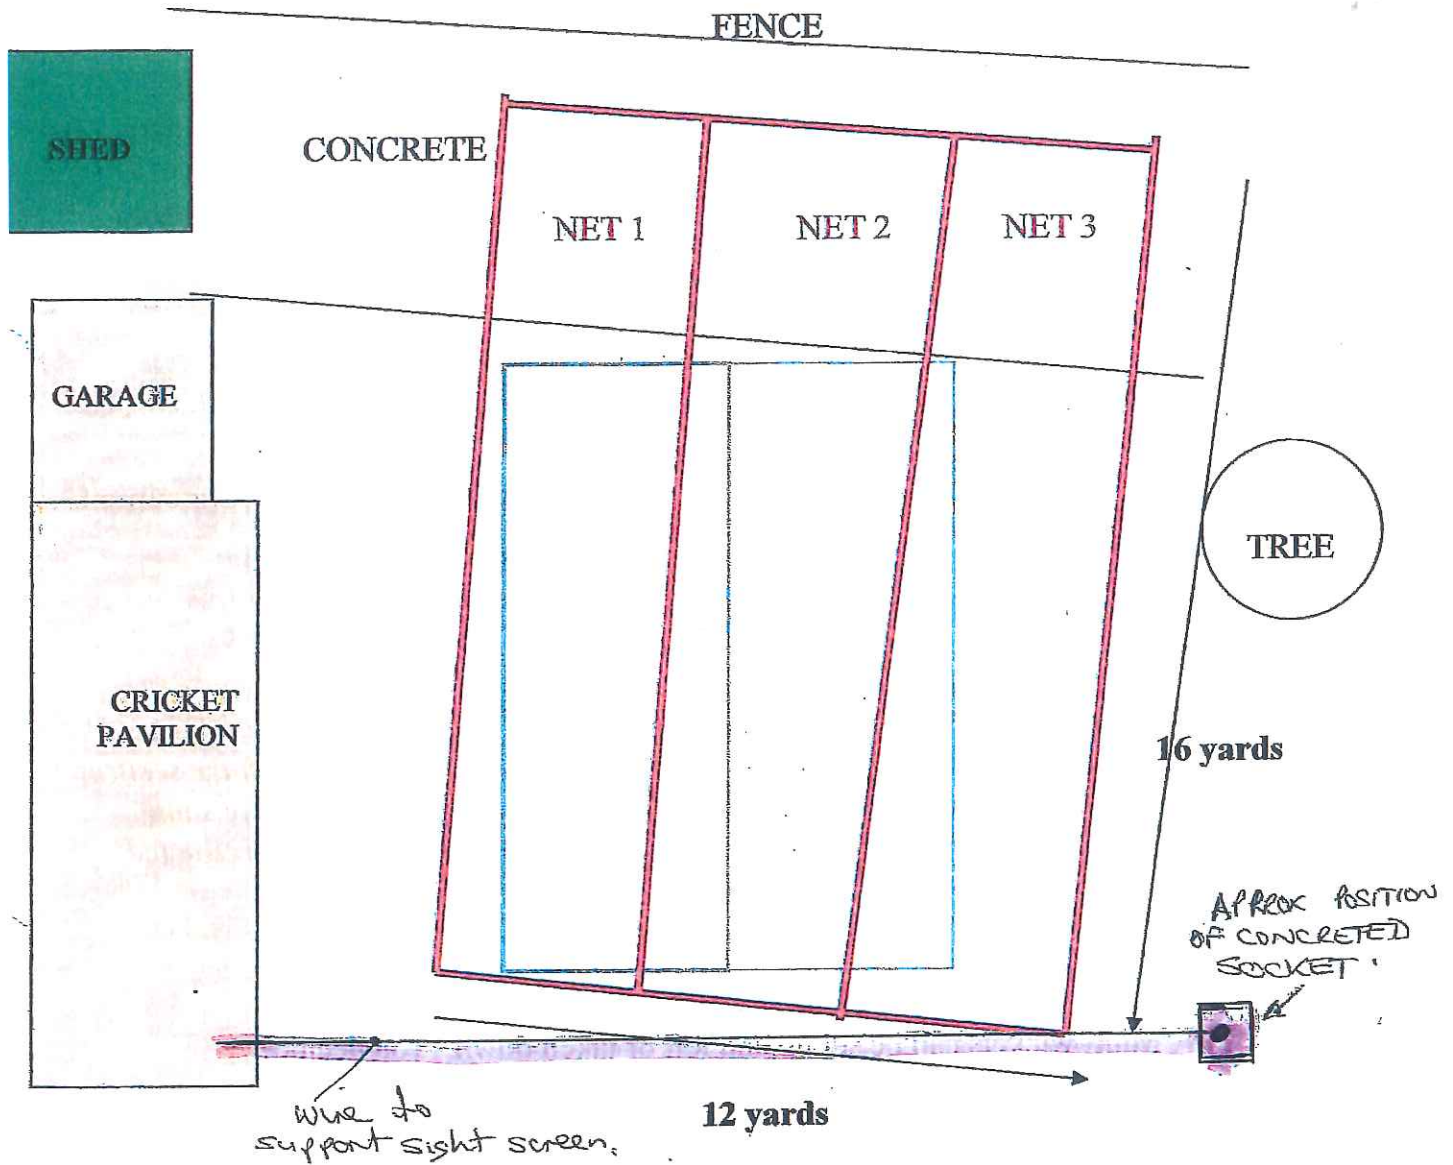 FENCE
SHED
CONCRETE
NET 1
NET 2
NET 3
GARAGE
TREE
CRICKET
PAVILION
16 yards
APPROX POSITION
OF CONCRETED
SOCKET.
12 yards
wire to
support sight screen.